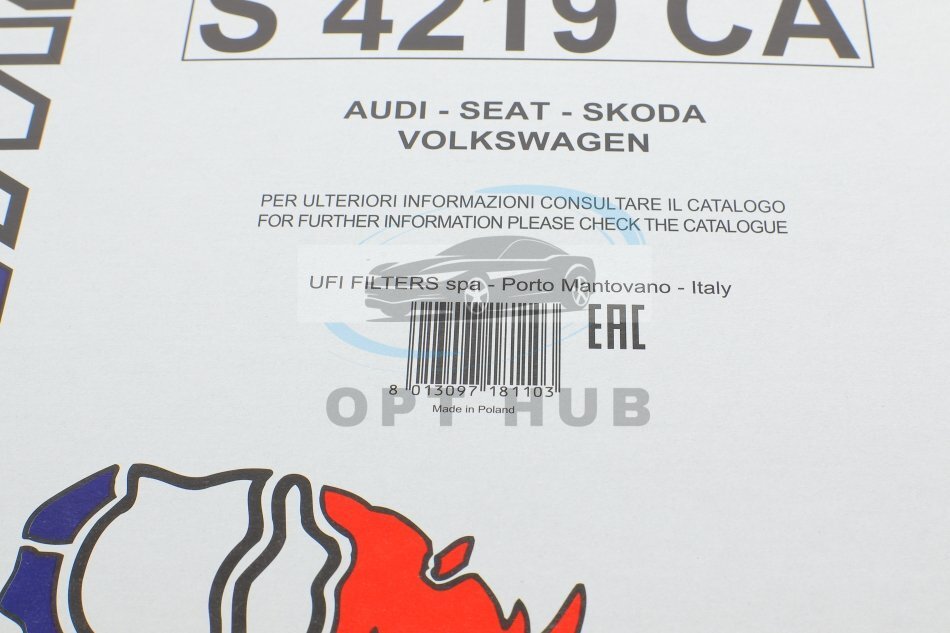 S 4219 CA
AUDI - SEAT - SKODA
VOLKSWAGEN
PER ULTERIORI INFORMAZIONI CONSULTARE IL CATALOGO
FOR FURTHER INFORMATION PLEASE CHECK THE CATALOGUE
UFI FILTERS spa - Porto Mantovano - Italy
EAC
8 013097 181103
OPT HUB
Made in Poland